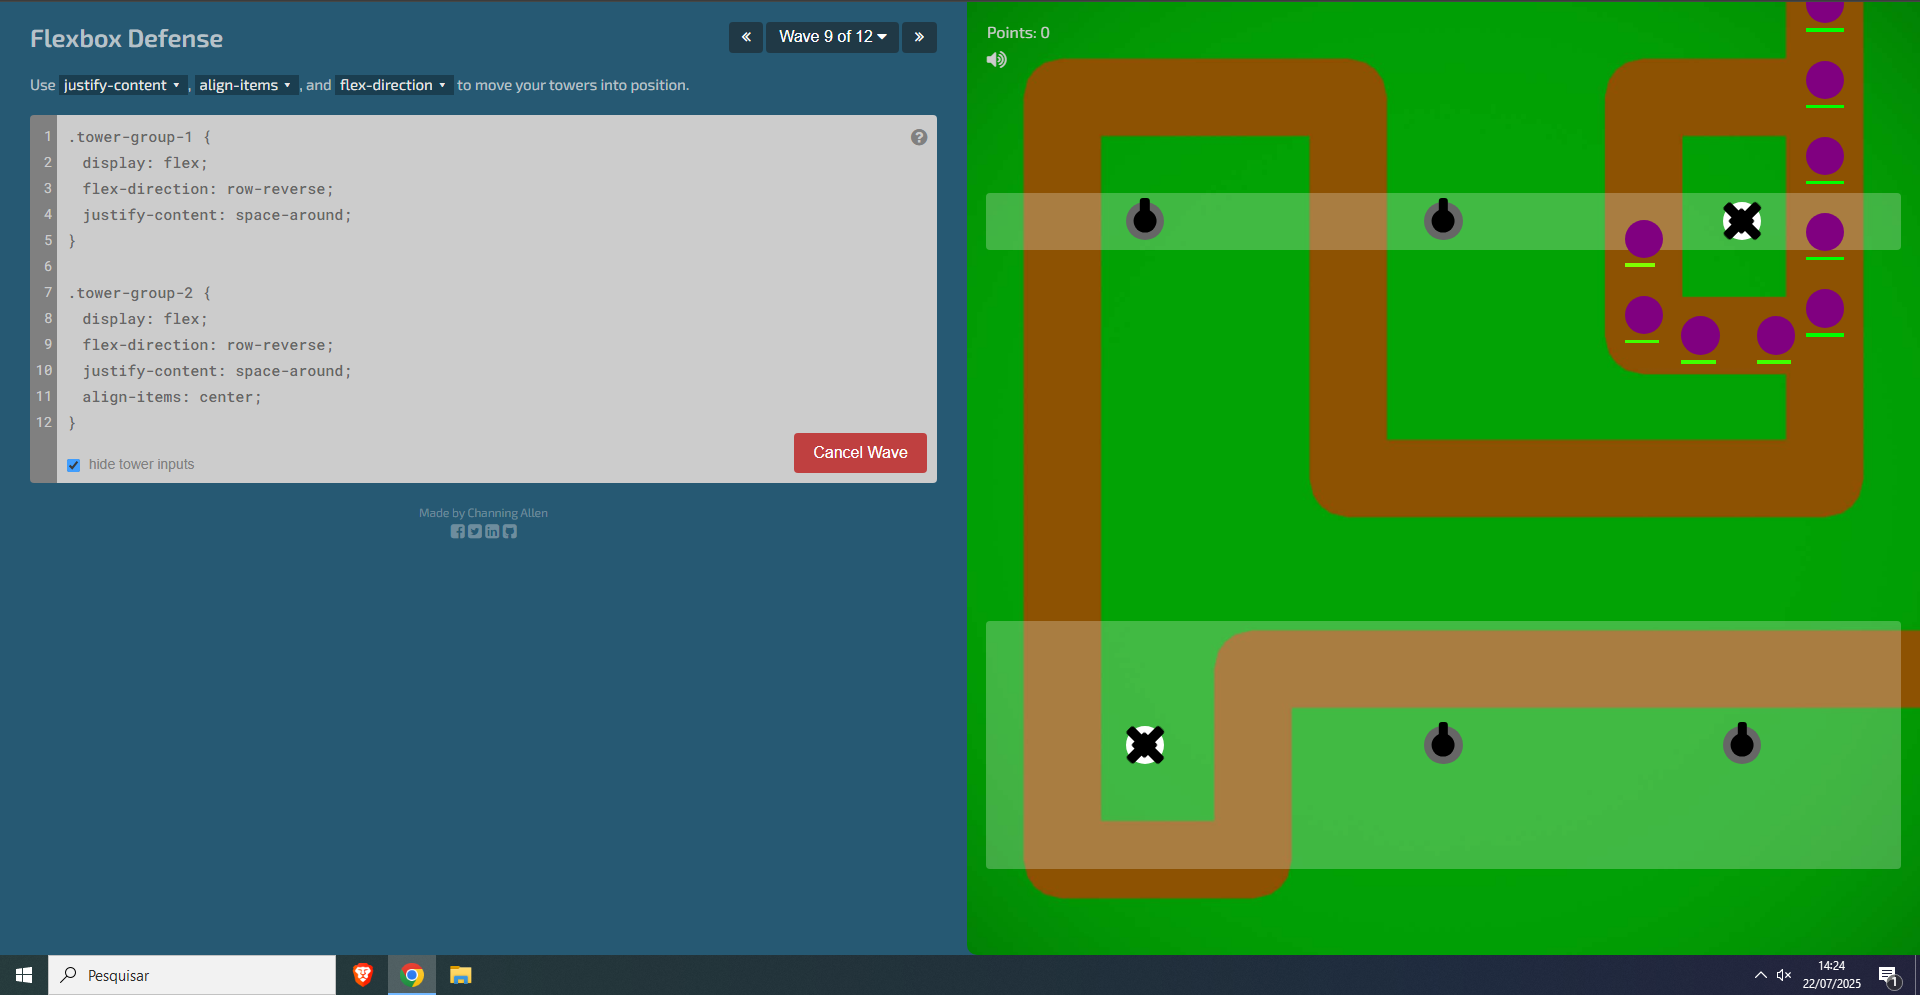 Flexbox Defense
« Wave 9 of 12 »
Use justify-content , align-items , and flex-direction to move your towers into position.
1 .tower-group-1 {
2 display: flex;
3 flex-direction: row-reverse;
4 justify-content: space-around;
5 }
6
7 .tower-group-2 {
8 display: flex;
9 flex-direction: row-reverse;
10 justify-content: space-around;
11 align-items: center;
12 }
?
hide tower inputs
Cancel Wave
Made by Channing Allen
Points: 0
Pesquisar
14:24
22/07/2025
1